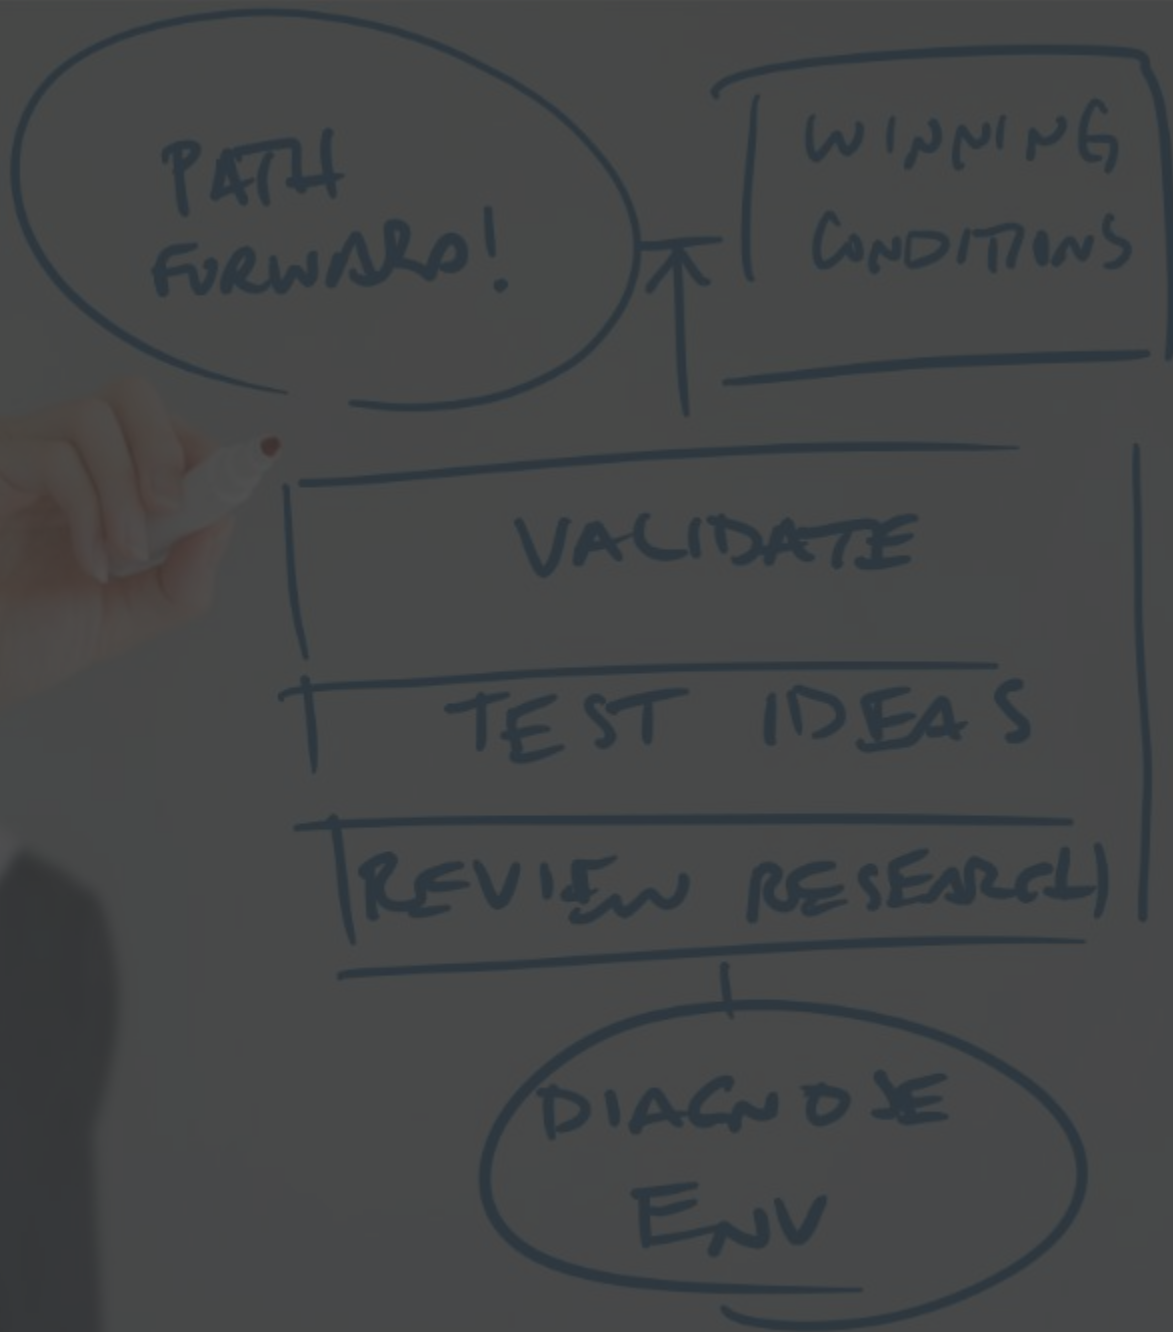 PATH
FORWARD!
WINNING
CONDITIONS
VALIDATE
TEST IDEAS
REVIEW RESEARCH
DIAGNOSE
ENV